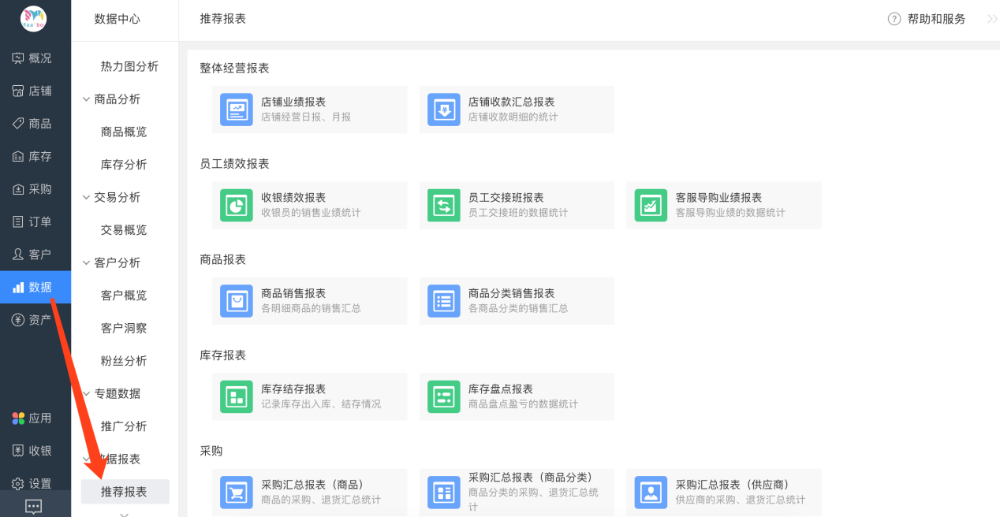 概况
店铺
商品
库存
采购
订单
客户
数据
资产
应用
收银
设置
数据中心
热力图分析
商品分析
商品概览
库存分析
交易分析
交易概览
客户分析
客户概览
客户洞察
粉丝分析
专题数据
推广分析
据报表
推荐报表
推荐报表
帮助和服务
整体经营报表
店铺业绩报表
店铺经营日报、月报
店铺收款汇总报表
店铺收款明细的统计
员工绩效报表
收银绩效报表
收银员的销售业绩统计
员工交接班报表
员工交接班的数据统计
客服导购业绩报表
客服导购业绩的数据统计
商品报表
商品销售报表
各明细商品的销售汇总
商品分类销售报表
各商品分类的销售汇总
库存报表
库存结存报表
记录库存出入库、结存情况
库存盘点报表
商品盘点盈亏的数据统计
采购
采购汇总报表（商品）
商品的采购、退货汇总统计
采购汇总报表（商品分类）
商品分类的采购、退货汇总统
计
采购汇总报表（供应商）
供应商的采购、退货汇总统计